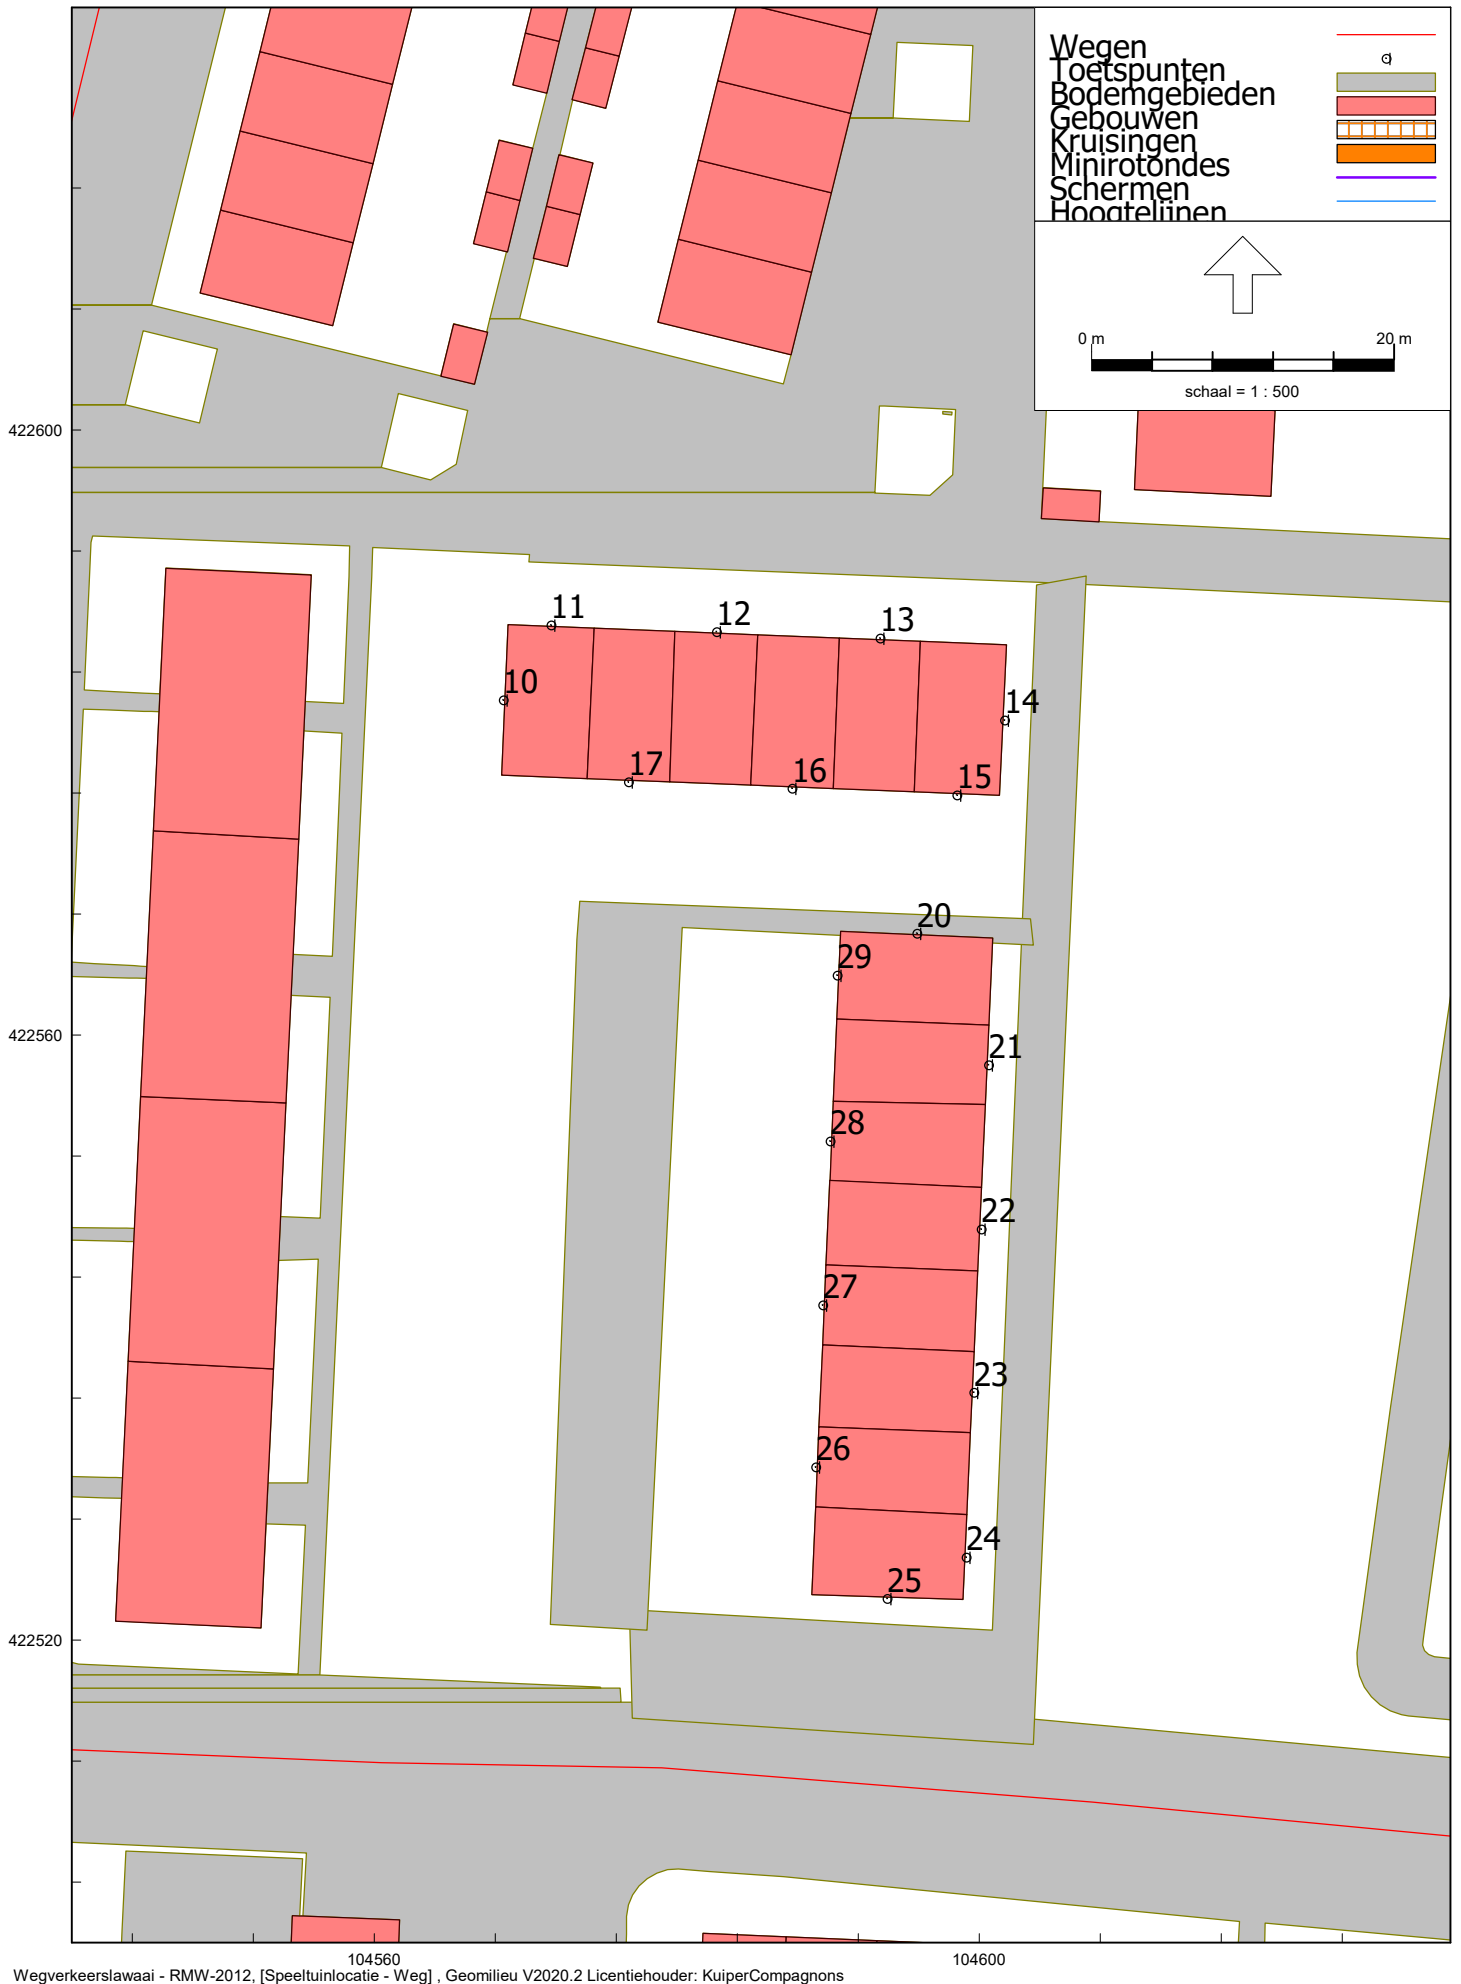 Wegen
Toetspunten
Bodemgebieden
Gebouwen
Kruisingen
Minirotondes
Schermen
Hoogtelijnen
0 m 20 m
schaal = 1 : 500
422600
11
12
13
10
14
17
16
15
20
29
422560
21
28
22
27
23
26
24
25
422520
104560 104600
Wegverkeerslawaai - RMW-2012, [Speeltuinlocatie - Weg] , Geomilieu V2020.2 Licentiehouder: KuiperCompagnons